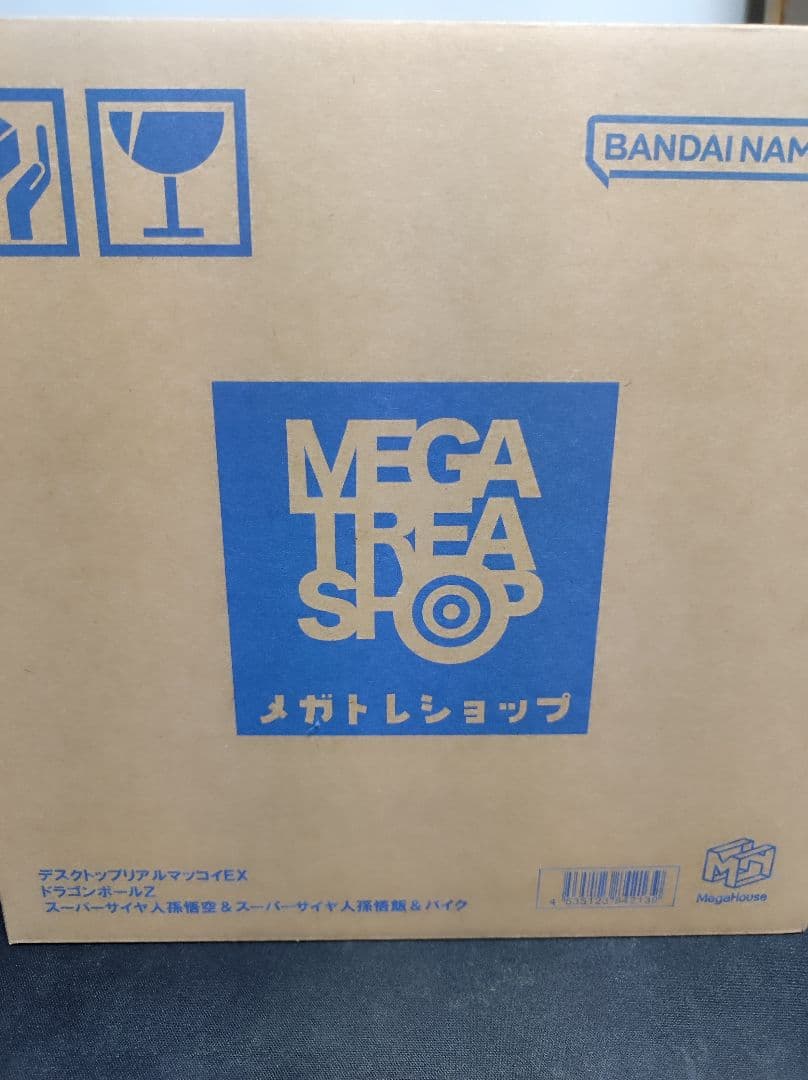 BANDAI NAM
MEGA
TREA
SHOP
メガトレショップ
デスクトップリアルマッコイEX
ドラゴンボールZ
スーパーサイヤ人孫悟空&スーパーサイヤ人孫悟飯&バイク
MegaHouse